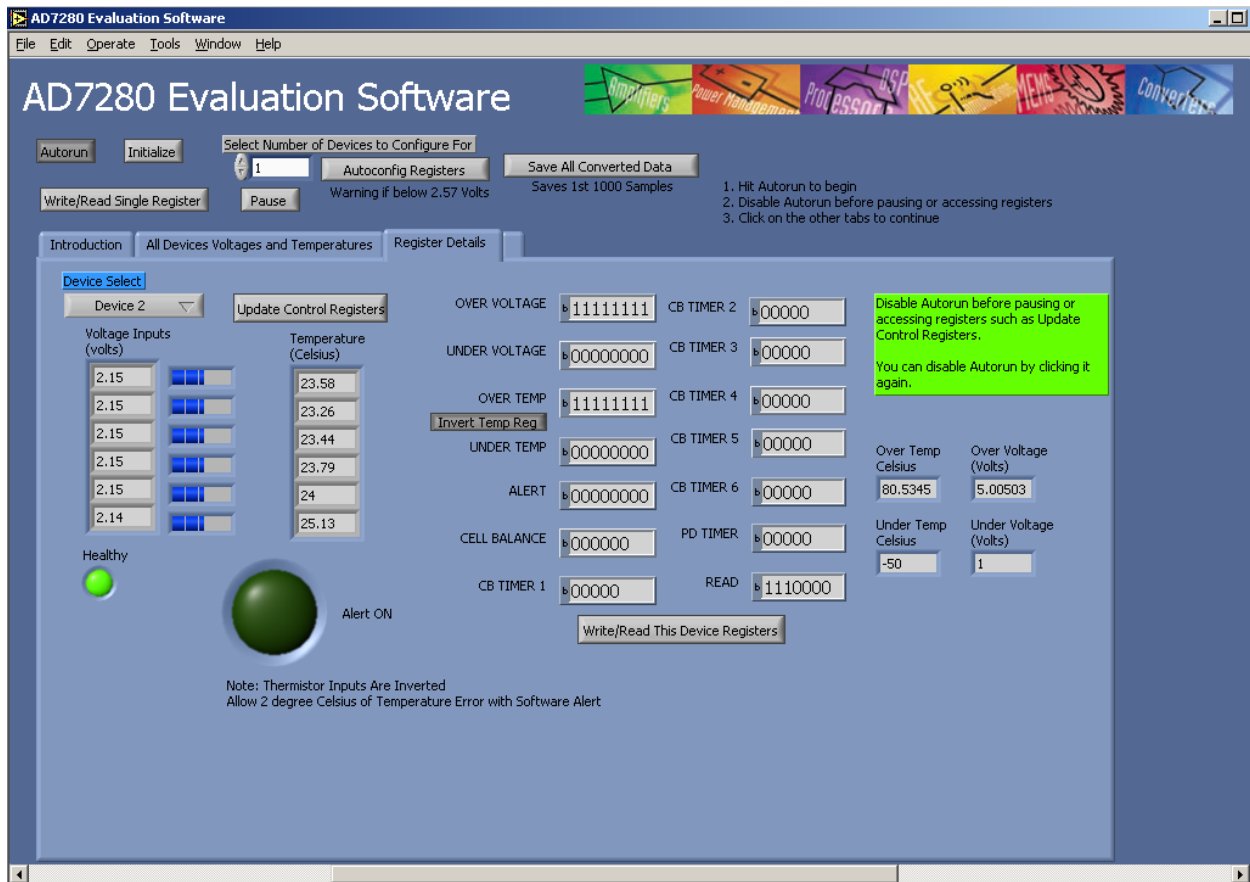 AD7280 Evaluation Software
File Edit Operate Tools Window Help
AD7280 Evaluation Software
Amplifiers Power Management Processors DSP RF MEMS Converters
Autorun Initialize
Select Number of Devices to Configure For
1
Autoconfig Registers
Warning if below 2.57 Volts
Save All Converted Data
Saves 1st 1000 Samples
Write/Read Single Register Pause
1. Hit Autorun to begin
2. Disable Autorun before pausing or accessing registers
3. Click on the other tabs to continue
Introduction All Devices Voltages and Temperatures Register Details
Device Select
Device 2
Update Control Registers
Voltage Inputs
(volts)
2.15
2.15
2.15
2.15
2.15
2.14
Temperature
(Celsius)
23.58
23.26
23.44
23.79
24
25.13
Healthy
Alert ON
Note: Thermistor Inputs Are Inverted
Allow 2 degree Celsius of Temperature Error with Software Alert
OVER VOLTAGE b 11111111
UNDER VOLTAGE b 00000000
OVER TEMP b 11111111
Invert Temp Reg
UNDER TEMP b 00000000
ALERT b 00000000
CELL BALANCE b 000000
CB TIMER 1 b 00000
CB TIMER 2 b 00000
CB TIMER 3 b 00000
CB TIMER 4 b 00000
CB TIMER 5 b 00000
CB TIMER 6 b 00000
PD TIMER b 00000
READ b 1110000
Write/Read This Device Registers
Disable Autorun before pausing or
accessing registers such as Update
Control Registers.
You can disable Autorun by clicking it
again.
Over Temp
Celsius
80.5345
Over Voltage
(Volts)
5.00503
Under Temp
Celsius
-50
Under Voltage
(Volts)
1